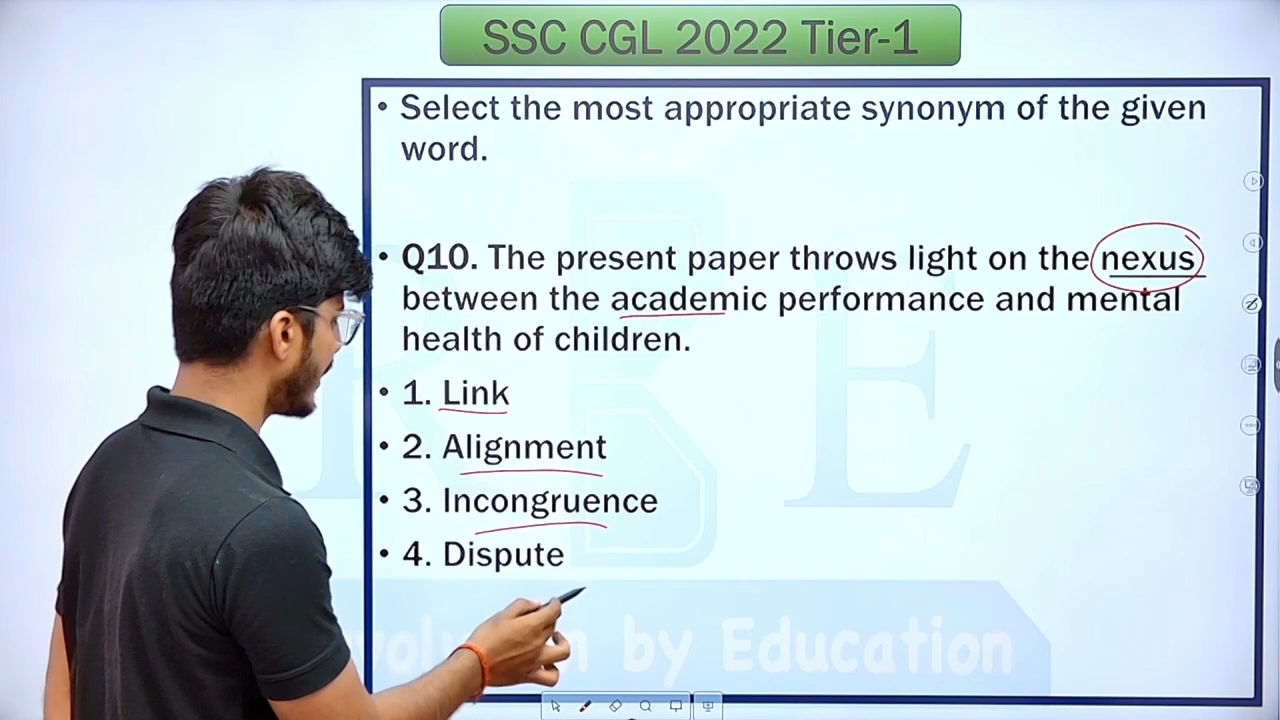 SSC CGL 2022 Tier-1
• Select the most appropriate synonym of the given
word.
• Q10. The present paper throws light on the nexus
between the academic performance and mental
health of children.
• 1. Link
• 2. Alignment
• 3. Incongruence
• 4. Dispute
by Education